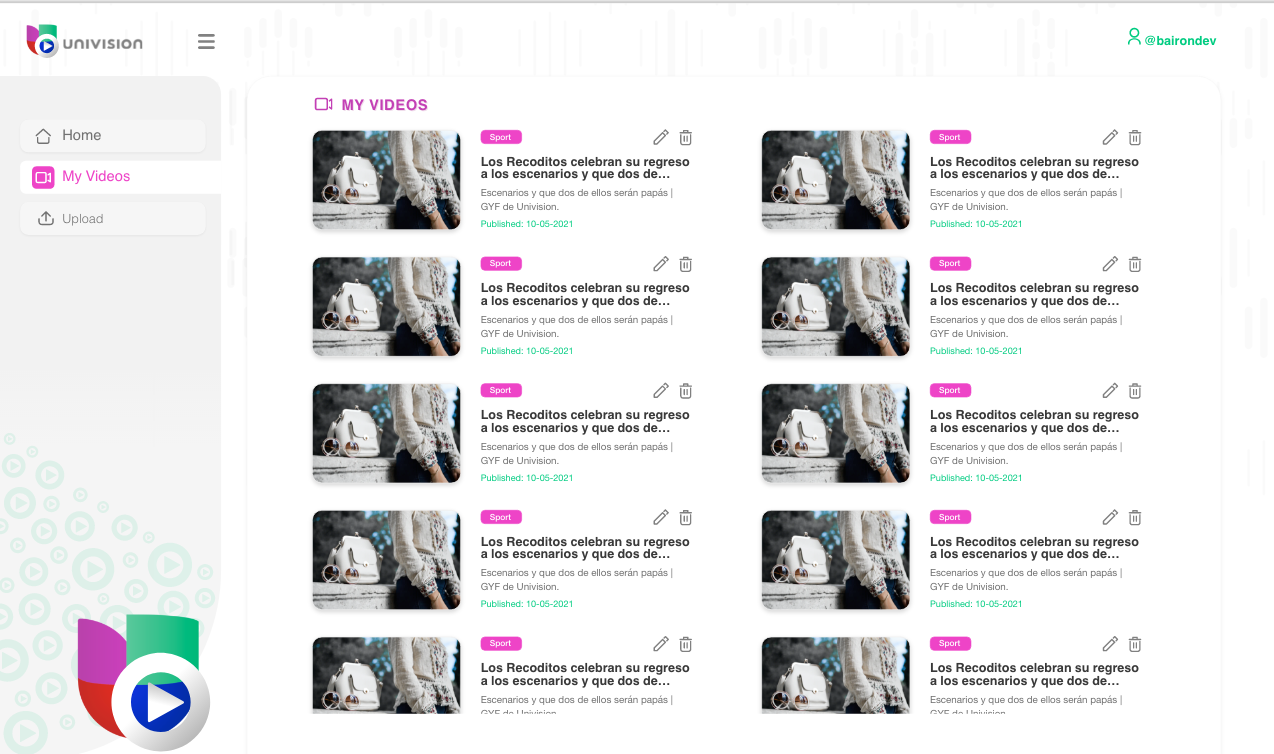 UNIVISION
@bairondev
Home
My Videos
Upload
MY VIDEOS
Sport
Los Recoditos celebran su regreso
a los escenarios y que dos de…
Escenarios y que dos de ellos serán papás |
GYF de Univision.
Published: 10-05-2021
Sport
Los Recoditos celebran su regreso
a los escenarios y que dos de…
Escenarios y que dos de ellos serán papás |
GYF de Univision.
Published: 10-05-2021
Sport
Los Recoditos celebran su regreso
a los escenarios y que dos de…
Escenarios y que dos de ellos serán papás |
GYF de Univision.
Published: 10-05-2021
Sport
Los Recoditos celebran su regreso
a los escenarios y que dos de…
Escenarios y que dos de ellos serán papás |
GYF de Univision.
Published: 10-05-2021
Sport
Los Recoditos celebran su regreso
a los escenarios y que dos de…
Escenarios y que dos de ellos serán papás |
GYF de Univision.
Published: 10-05-2021
Sport
Los Recoditos celebran su regreso
a los escenarios y que dos de…
Escenarios y que dos de ellos serán papás |
GYF de Univision.
Published: 10-05-2021
Sport
Los Recoditos celebran su regreso
a los escenarios y que dos de…
Escenarios y que dos de ellos serán papás |
GYF de Univision.
Published: 10-05-2021
Sport
Los Recoditos celebran su regreso
a los escenarios y que dos de…
Escenarios y que dos de ellos serán papás |
GYF de Univision.
Published: 10-05-2021
Sport
Los Recoditos celebran su regreso
a los escenarios y que dos de…
Escenarios y que dos de ellos serán papás |
GYF de Univision.
Sport
Los Recoditos celebran su regreso
a los escenarios y que dos de…
Escenarios y que dos de ellos serán papás |
GYF de Univision.